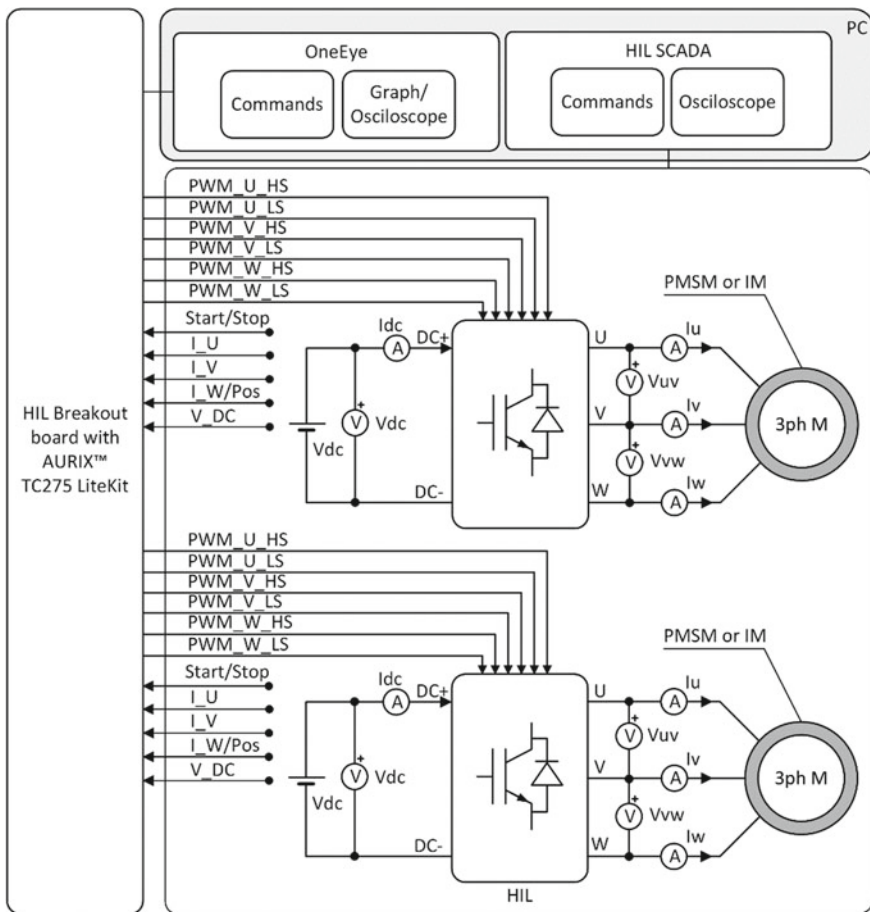 PC
OneEye
Commands
Graph/
Osciloscope
HIL SCADA
Commands
Osciloscope
HIL Breakout
board with
AURIX™
TC275 LiteKit
PWM_U_HS
PWM_U_LS
PWM_V_HS
PWM_V_LS
PWM_W_HS
PWM_W_LS
Start/Stop
I_U
I_V
I_W/Pos
V_DC
Vdc
Vdc
V
Idc
A
DC+
DC-
U
V
W
V
Vuv
V
Vvw
Iu
A
Iv
A
Iw
A
PMSM or IM
3ph M
PWM_U_HS
PWM_U_LS
PWM_V_HS
PWM_V_LS
PWM_W_HS
PWM_W_LS
Start/Stop
I_U
I_V
I_W/Pos
V_DC
Vdc
Vdc
V
Idc
A
DC+
DC-
U
V
W
V
Vuv
V
Vvw
Iu
A
Iv
A
Iw
A
PMSM or IM
3ph M
HIL